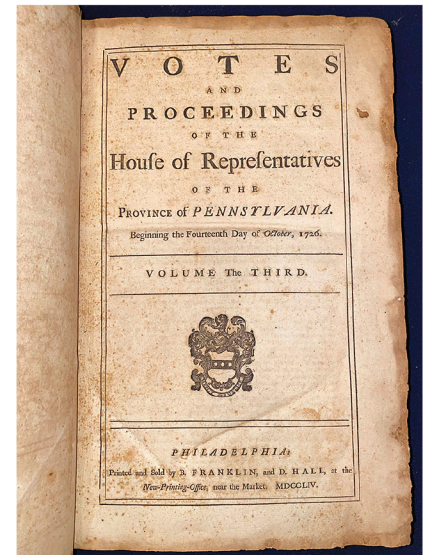 VOTES
AND
PROCEEDINGS
OF THE
Houſe of Repreſentatives
OF THE
PROVINCE of PENNSYLVANIA.
Beginning the Fourteenth Day of October, 1726.
VOLUME The THIRD.
PHILADELPHIA:
Printed and Sold by B. FRANKLIN, and D. HALL, at the
New-Printing-Office, near the Market. MDCCLIV.